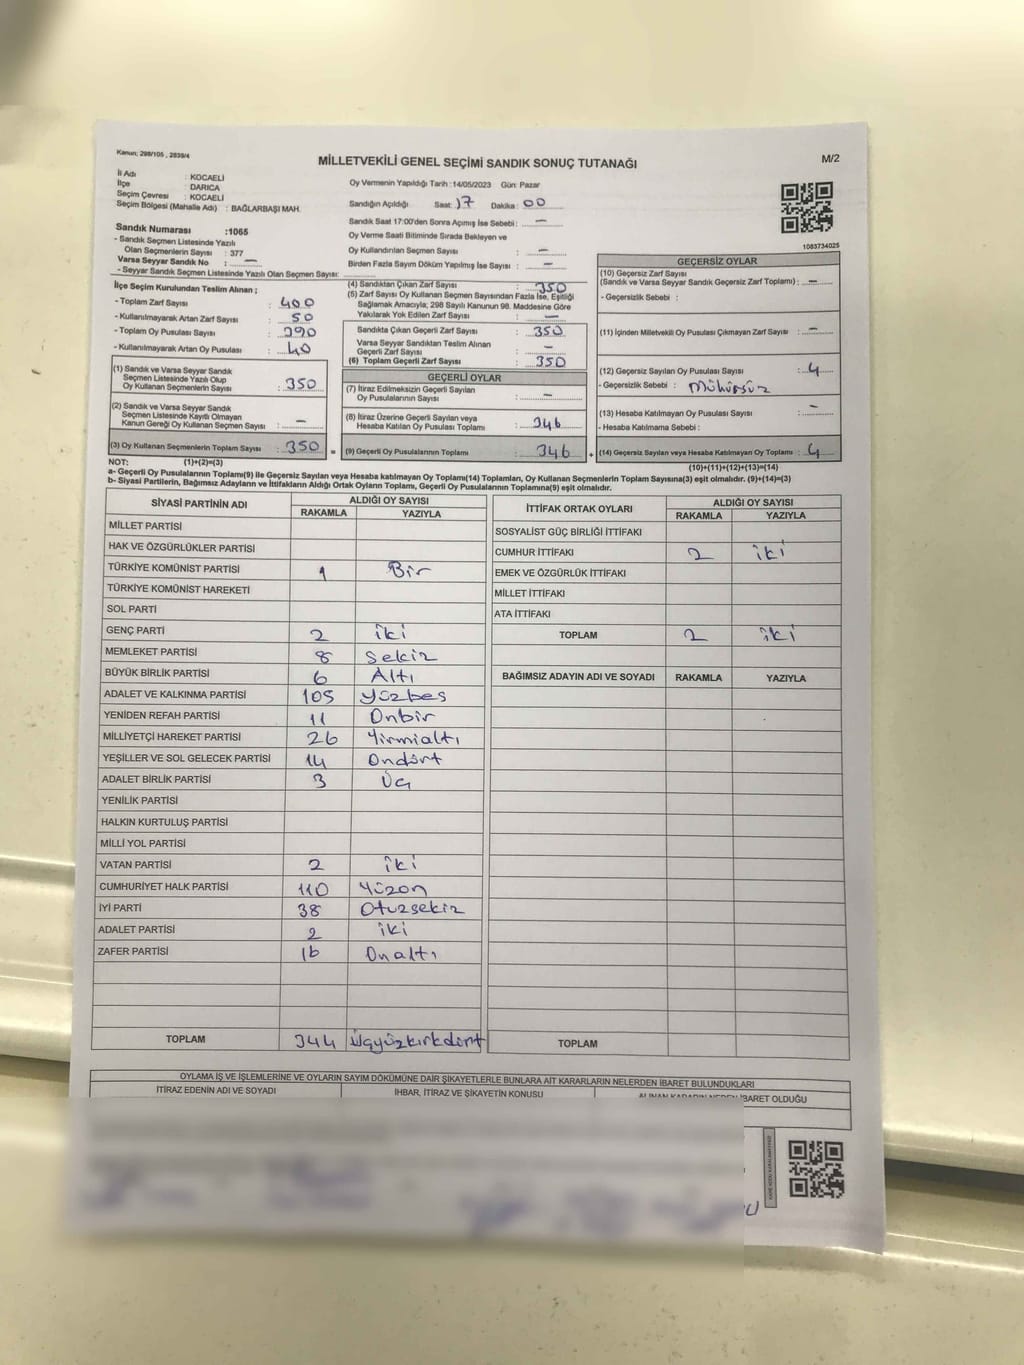 Kanun; 298/105 , 2839/4
MİLLETVEKİLİ GENEL SEÇİMİ SANDIK SONUÇ TUTANAĞI
M/2
İl Adı : KOCAELİ
İlçe : DARICA
Seçim Çevresi : KOCAELİ
Seçim Bölgesi (Mahalle Adı) : BAĞLARBAŞI MAH.
Sandık Numarası :1065
- Sandık Seçmen Listesinde Yazılı
Olan Seçmenlerin Sayısı : 377
Varsa Seyyar Sandık No : —
- Seyyar Sandık Seçmen Listesinde Yazılı Olan Seçmen Sayısı:
Oy Vermenin Yapıldığı Tarih :14/05/2023 Gün: Pazar
Sandığın Açıldığı Saat: 17 Dakika: 00
Sandık Saat 17:00'den Sonra Açımış İse Sebebi : —
Oy Verme Saati Bitiminde Sırada Bekleyen ve
Oy Kullandırılan Seçmen Sayısı : —
Birden Fazla Sayım Döküm Yapılmış İse Sayısı : —
1083734025
İlçe Seçim Kurulundan Teslim Alınan ;
- Toplam Zarf Sayısı : 400
- Kullanılmayarak Artan Zarf Sayısı : 50
- Toplam Oy Pusulası Sayısı : 390
- Kullanılmayarak Artan Oy Pusulası : 40
(1) Sandık ve Varsa Seyyar Sandık
Seçmen Listesinde Yazılı Olup
Oy Kullanan Seçmenlerin Sayısı : 350
(2) Sandık ve Varsa Seyyar Sandık
Seçmen Listesinde Kayıtlı Olmayan
Kanun Gereği Oy Kullanan Seçmen Sayısı : —
(3) Oy Kullanan Seçmenlerin Toplam Sayısı : 350
(4) Sandıktan Çıkan Zarf Sayısı : 350
(5) Zarf Sayısı Oy Kullanan Seçmen Sayısından Fazla İse, Eşitliği
Sağlamak Amacıyla; 298 Sayılı Kanunun 98. Maddesine Göre
Yakılarak Yok Edilen Zarf Sayısı : —
Sandıkta Çıkan Geçerli Zarf Sayısı : 350
Varsa Seyyar Sandıktan Teslim Alınan
Geçerli Zarf Sayısı : —
(6) Toplam Geçerli Zarf Sayısı : 350
GEÇERLİ OYLAR
(7) İtiraz Edilmeksizin Geçerli Sayılan
Oy Pusulalarının Sayısı : —
(8) İtiraz Üzerine Geçerli Sayılan veya
Hesaba Katılan Oy Pusulası Toplamı : 346
= (9) Geçerli Oy Pusulalarının Toplamı : 346 +
GEÇERSİZ OYLAR
(10) Geçersiz Zarf Sayısı
(Sandık ve Varsa Seyyar Sandık Geçersiz Zarf Toplamı) : —
- Geçersizlik Sebebi :
(11) İçinden Milletvekili Oy Pusulası Çıkmayan Zarf Sayısı : —
(12) Geçersiz Sayılan Oy Pusulası Sayısı : 4
- Geçersizlik Sebebi : Mühürsüz
(13) Hesaba Katılmayan Oy Pusulası Sayısı : —
- Hesaba Katılmama Sebebi :
(14) Geçersiz Sayılan veya Hesaba Katılmayan Oy Toplamı : 4
NOT: (1)+(2)=(3)
(10)+(11)+(12)+(13)=(14)
a- Geçerli Oy Pusulalarının Toplamı(9) ile Geçersiz Sayılan veya Hesaba Katılmayan Oy Toplamı(14) Toplamları, Oy Kullanan Seçmenlerin Toplam Sayısına(3) eşit olmalıdır. (9)+(14)=(3)
b- Siyasi Partilerin, Bağımsız Adayların ve İttifakların Aldığı Ortak Oyların Toplamı, Geçerli Oy Pusulalarının Toplamına(9) eşit olmalıdır.
SİYASİ PARTİNİN ADI
ALDIĞI OY SAYISI
RAKAMLA YAZIYLA
MİLLET PARTİSİ
HAK VE ÖZGÜRLÜKLER PARTİSİ
TÜRKİYE KOMÜNİST PARTİSİ 1 Bir
TÜRKİYE KOMÜNİST HAREKETİ
SOL PARTİ
GENÇ PARTİ 2 iki
MEMLEKET PARTİSİ 8 Sekiz
BÜYÜK BİRLİK PARTİSİ 6 Altı
ADALET VE KALKINMA PARTİSİ 105 Yüzbeş
YENİDEN REFAH PARTİSİ 11 Onbir
MİLLİYETÇİ HAREKET PARTİSİ 26 Yirmialtı
YEŞİLLER VE SOL GELECEK PARTİSİ 14 Ondört
ADALET BİRLİK PARTİSİ 3 Üç
YENİLİK PARTİSİ
HALKIN KURTULUŞ PARTİSİ
MİLLİ YOL PARTİSİ
VATAN PARTİSİ 2 iki
CUMHURİYET HALK PARTİSİ 110 Yüzon
İYİ PARTİ 38 Otuzsekiz
ADALET PARTİSİ 2 iki
ZAFER PARTİSİ 16 Onaltı
TOPLAM 344 Üçyüzkırkdört
İTTİFAK ORTAK OYLARI
ALDIĞI OY SAYISI
RAKAMLA YAZIYLA
SOSYALİST GÜÇ BİRLİĞİ İTTİFAKI
CUMHUR İTTİFAKI 2 iki
EMEK VE ÖZGÜRLÜK İTTİFAKI
MİLLET İTTİFAKI
ATA İTTİFAKI
TOPLAM 2 iki
BAĞIMSIZ ADAYIN ADI VE SOYADI RAKAMLA YAZIYLA
TOPLAM
OYLAMA İŞ VE İŞLEMLERİNE VE OYLARIN SAYIM DÖKÜMÜNE DAİR ŞİKAYETLERLE BUNLARA AİT KARARLARIN NELERDEN İBARET BULUNDUKLARI
İTİRAZ EDENİN ADI VE SOYADI
İHBAR, İTİRAZ VE ŞİKAYETİN KONUSU
ALINAN KARARIN NEDEN İBARET OLDUĞU